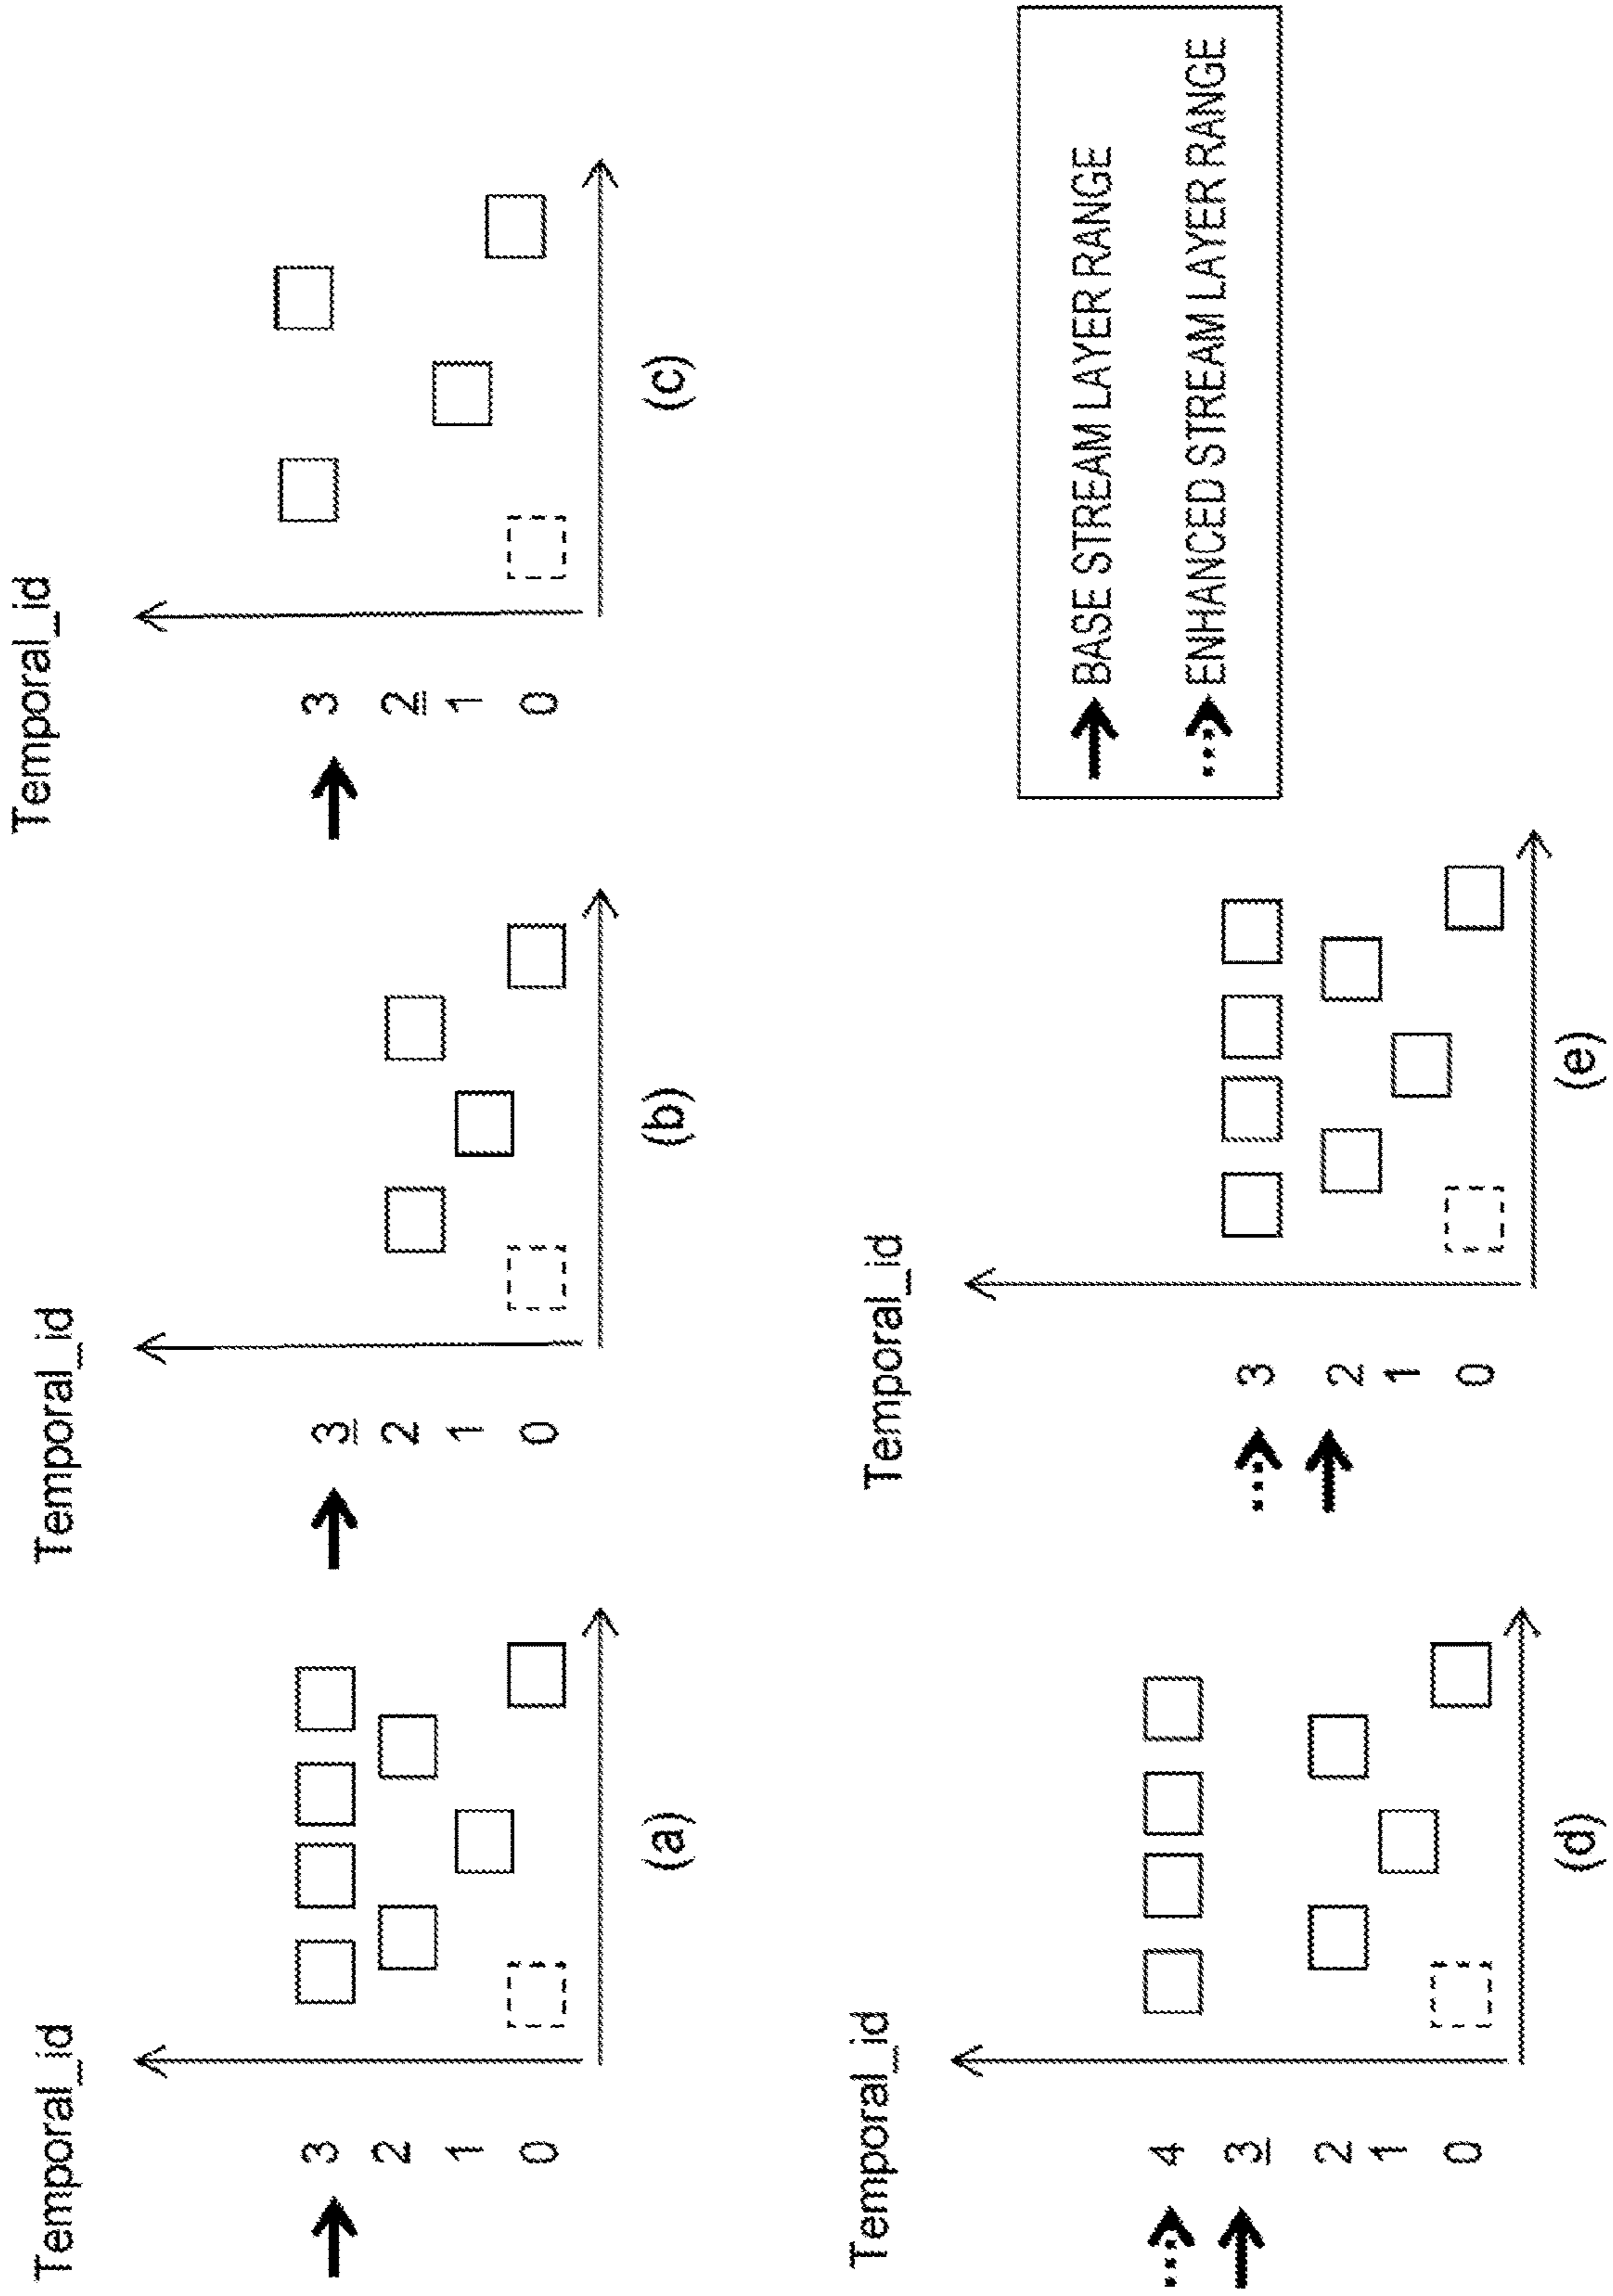 Temporal_id
3
2
1
0
(a)
Temporal_id
3
2
1
0
(b)
Temporal_id
3
2
1
0
(c)
Temporal_id
4
3
2
1
0
(d)
Temporal_id
3
2
1
0
(e)
BASE STREAM LAYER RANGE
ENHANCED STREAM LAYER RANGE